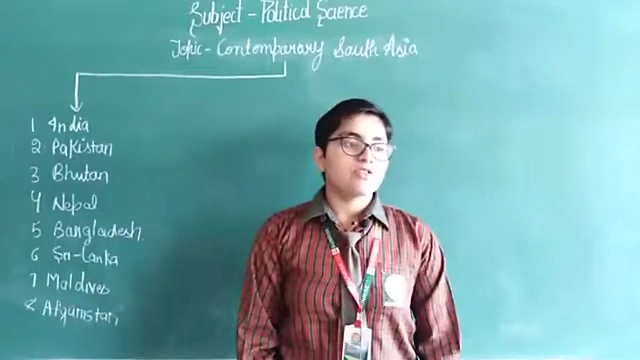 Subject - Political Science
Topic - Contemparary South Asia
1 India
2 Pakistan
3 Bhutan
4 Nepal
5 Bangladesh
6 Sri-Lanka
7 Maldives
8 Afganistan